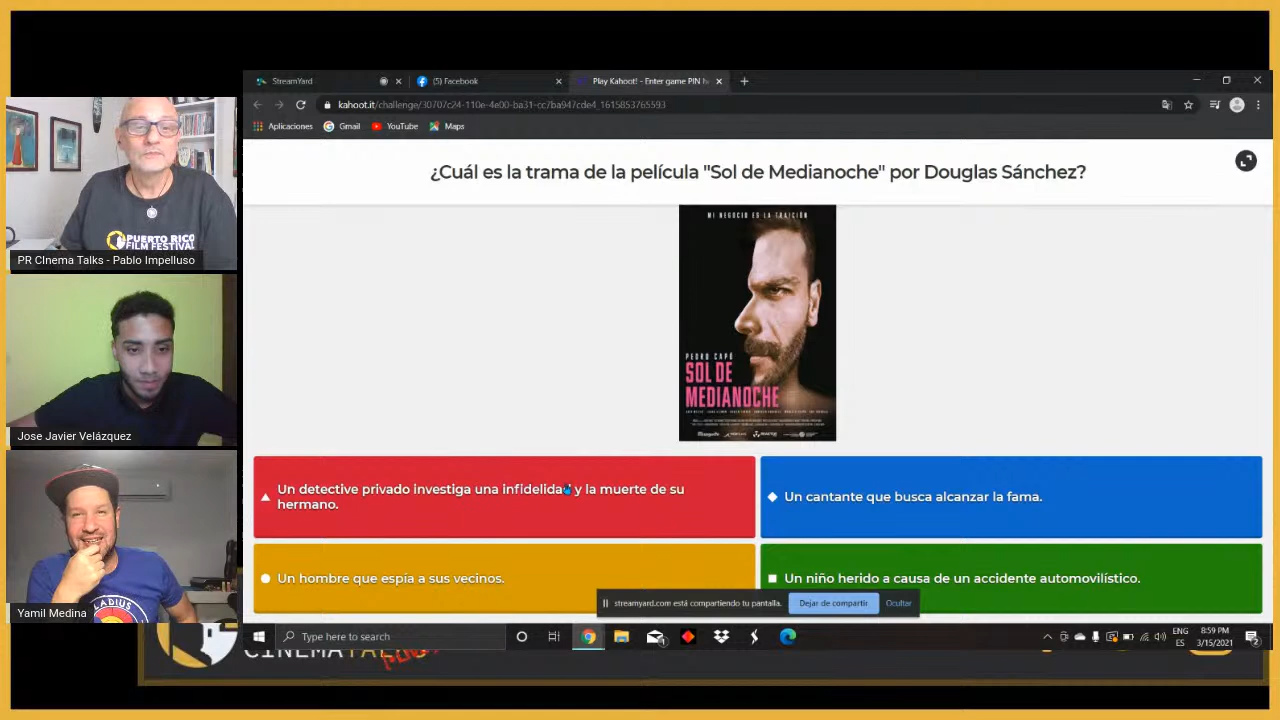 StreamYard
(5) Facebook
Play Kahoot! - Enter game PIN h
kahoot.it/challenge/30707c24-110e-4e00-ba31-cc7ba947cde4_1615853765593
Aplicaciones
Gmail
YouTube
Maps
¿Cuál es la trama de la película "Sol de Medianoche" por Douglas Sánchez?
MI NEGOCIO ES LA TRAICIÓN
PEDRO CAPÓ
SOL DE
MEDIANOCHE
PUERTO RICO
FILM FESTIVAL
PR CInema Talks - Pablo Impelluso
Jose Javier Velázquez
LADIUS
Yamil Medina
Un detective privado investiga una infidelidad y la muerte de su
hermano.
Un cantante que busca alcanzar la fama.
Un hombre que espía a sus vecinos.
Un niño herido a causa de un accidente automovilístico.
streamyard.com está compartiendo tu pantalla.
Dejar de compartir
Ocultar
Type here to search
ENG
ES
8:59 PM
3/15/2021